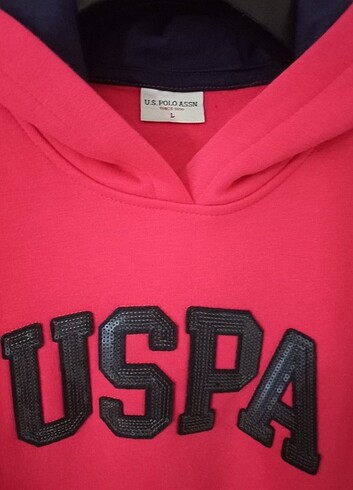 U.S. POLO ASSN.
SINCE 1890
L
USPA